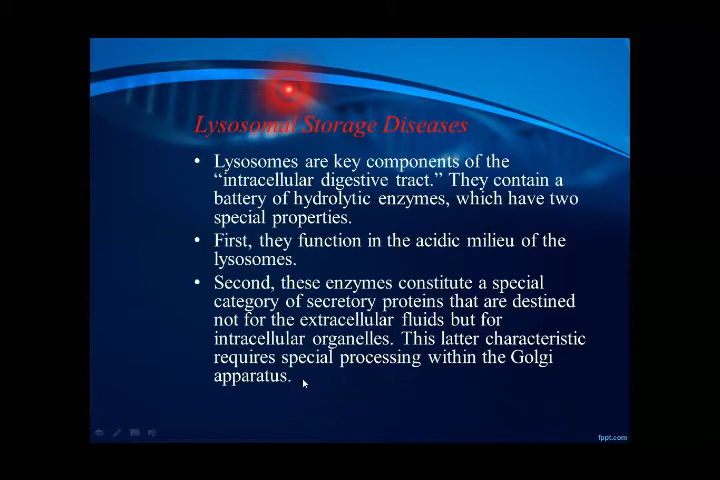 Lysosomal Storage Diseases
• Lysosomes are key components of the
“intracellular digestive tract.” They contain a
battery of hydrolytic enzymes, which have two
special properties.
• First, they function in the acidic milieu of the
lysosomes.
• Second, these enzymes constitute a special
category of secretory proteins that are destined
not for the extracellular fluids but for
intracellular organelles. This latter characteristic
requires special processing within the Golgi
apparatus.
fppt.com